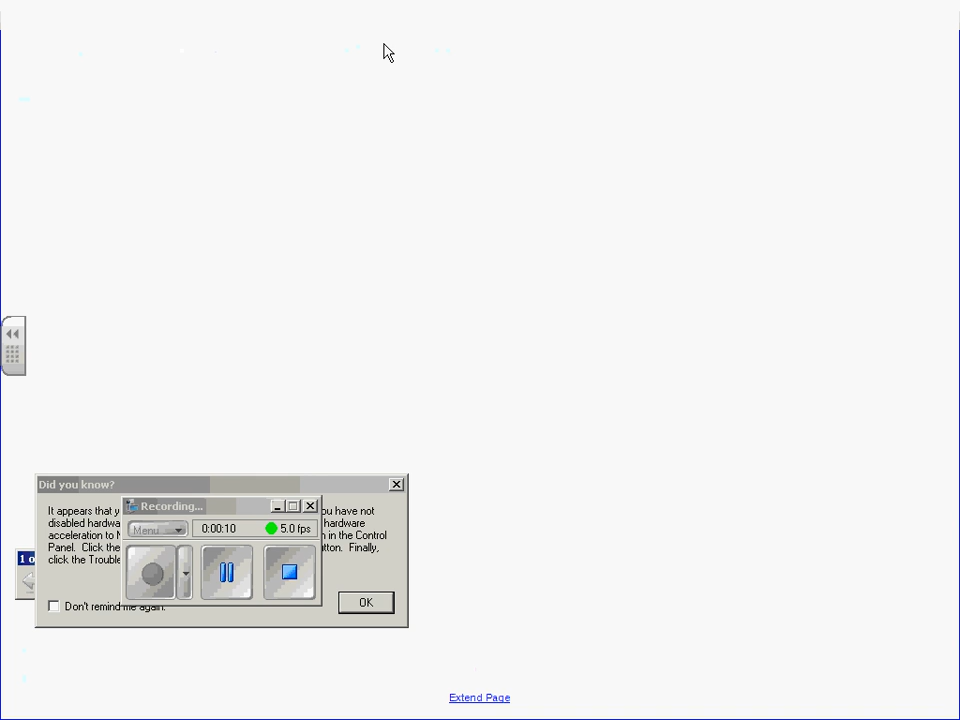 Did you know?
Recording...
It appears that y
ou have not
disabled hardwa
hardware
Menu
0:00:10
5.0 fps
acceleration to
in the Control
Panel. Click the
tton. Finally,
click the Trouble
1 o
Don't remind me again.
OK
Extend Page